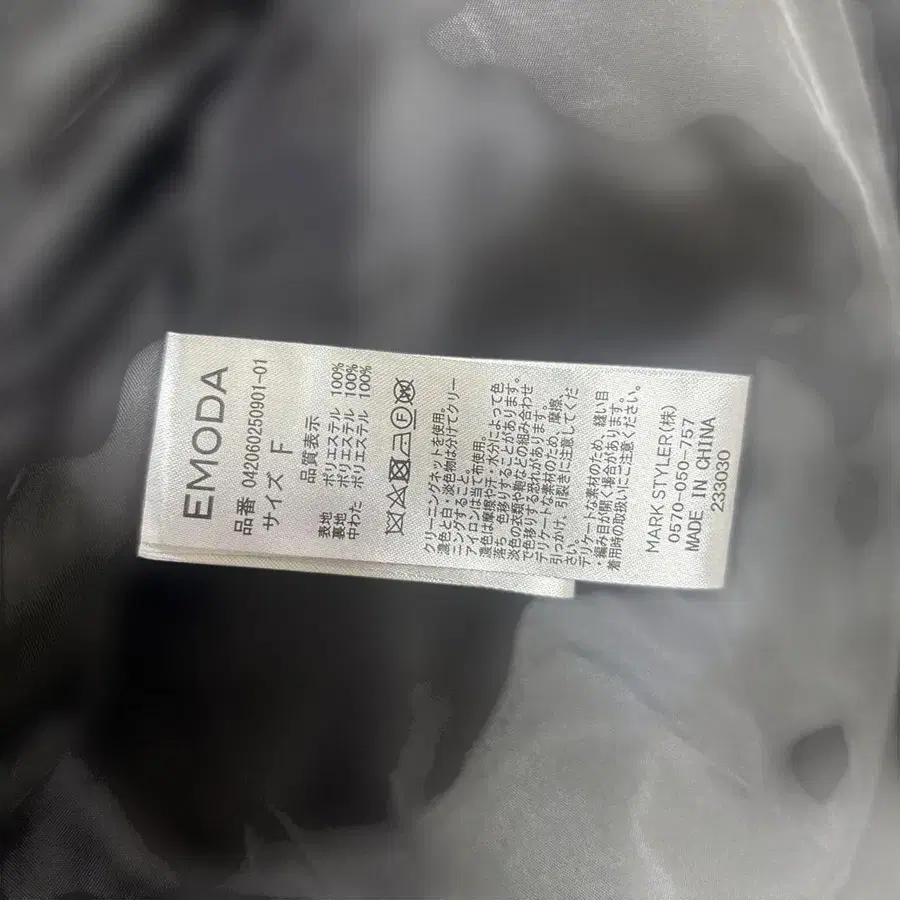 EMODA
品番 042060250901-01
サイズ F
品質表示
表地 ポリエステル 100%
裏地 ポリエステル 100%
中わた ポリエステル 100%
クリーニングネットを使用。
濃色と白・淡色物は分けてクリー
ニングすること。
アイロンは当て布使用。
濃色は摩擦や汗・水分によって色
落ち、色移りすることがあります。
淡色の衣類や鞄などの組み合わせ
で色移りする恐れがあります。
デリケートな素材のため、摩擦、
引っかけ、引裂きに注意してくだ
さい。
デリケートな素材のため、縫い目
・編み目が開く場合があります。
着用時の取扱いにご注意ください。
MARK STYLER(株)
0570-050-757
MADE IN CHINA
233030